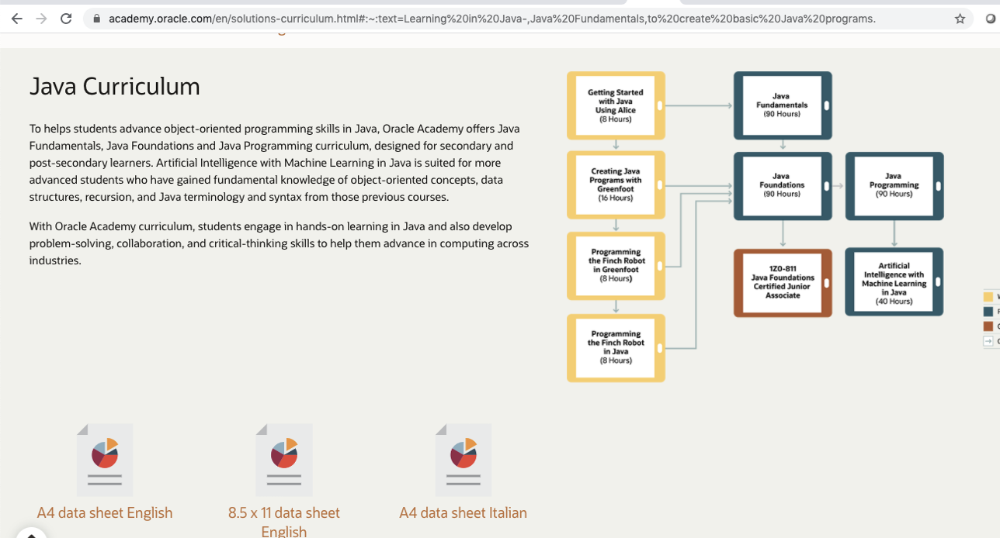 academy.oracle.com/en/solutions-curriculum.html#:~:text=Learning%20in%20Java-,Java%20Fundamentals,to%20create%20basic%20Java%20programs.
Java Curriculum
To helps students advance object-oriented programming skills in Java, Oracle Academy offers Java
Fundamentals, Java Foundations and Java Programming curriculum, designed for secondary and
post-secondary learners. Artificial Intelligence with Machine Learning in Java is suited for more
advanced students who have gained fundamental knowledge of object-oriented concepts, data
structures, recursion, and Java terminology and syntax from those previous courses.
With Oracle Academy curriculum, students engage in hands-on learning in Java and also develop
problem-solving, collaboration, and critical-thinking skills to help them advance in computing across
industries.
Getting Started
with Java
Using Alice
(8 Hours)
Java
Fundamentals
(90 Hours)
Creating Java
Programs with
Greenfoot
(16 Hours)
Java
Foundations
(90 Hours)
Java
Programming
(90 Hours)
Programming
the Finch Robot
in Greenfoot
(8 Hours)
1Z0-811
Java Foundations
Certified Junior
Associate
Artificial
Intelligence with
Machine Learning
in Java
(40 Hours)
Programming
the Finch Robot
in Java
(8 Hours)
A4 data sheet English
8.5 x 11 data sheet
English
A4 data sheet Italian